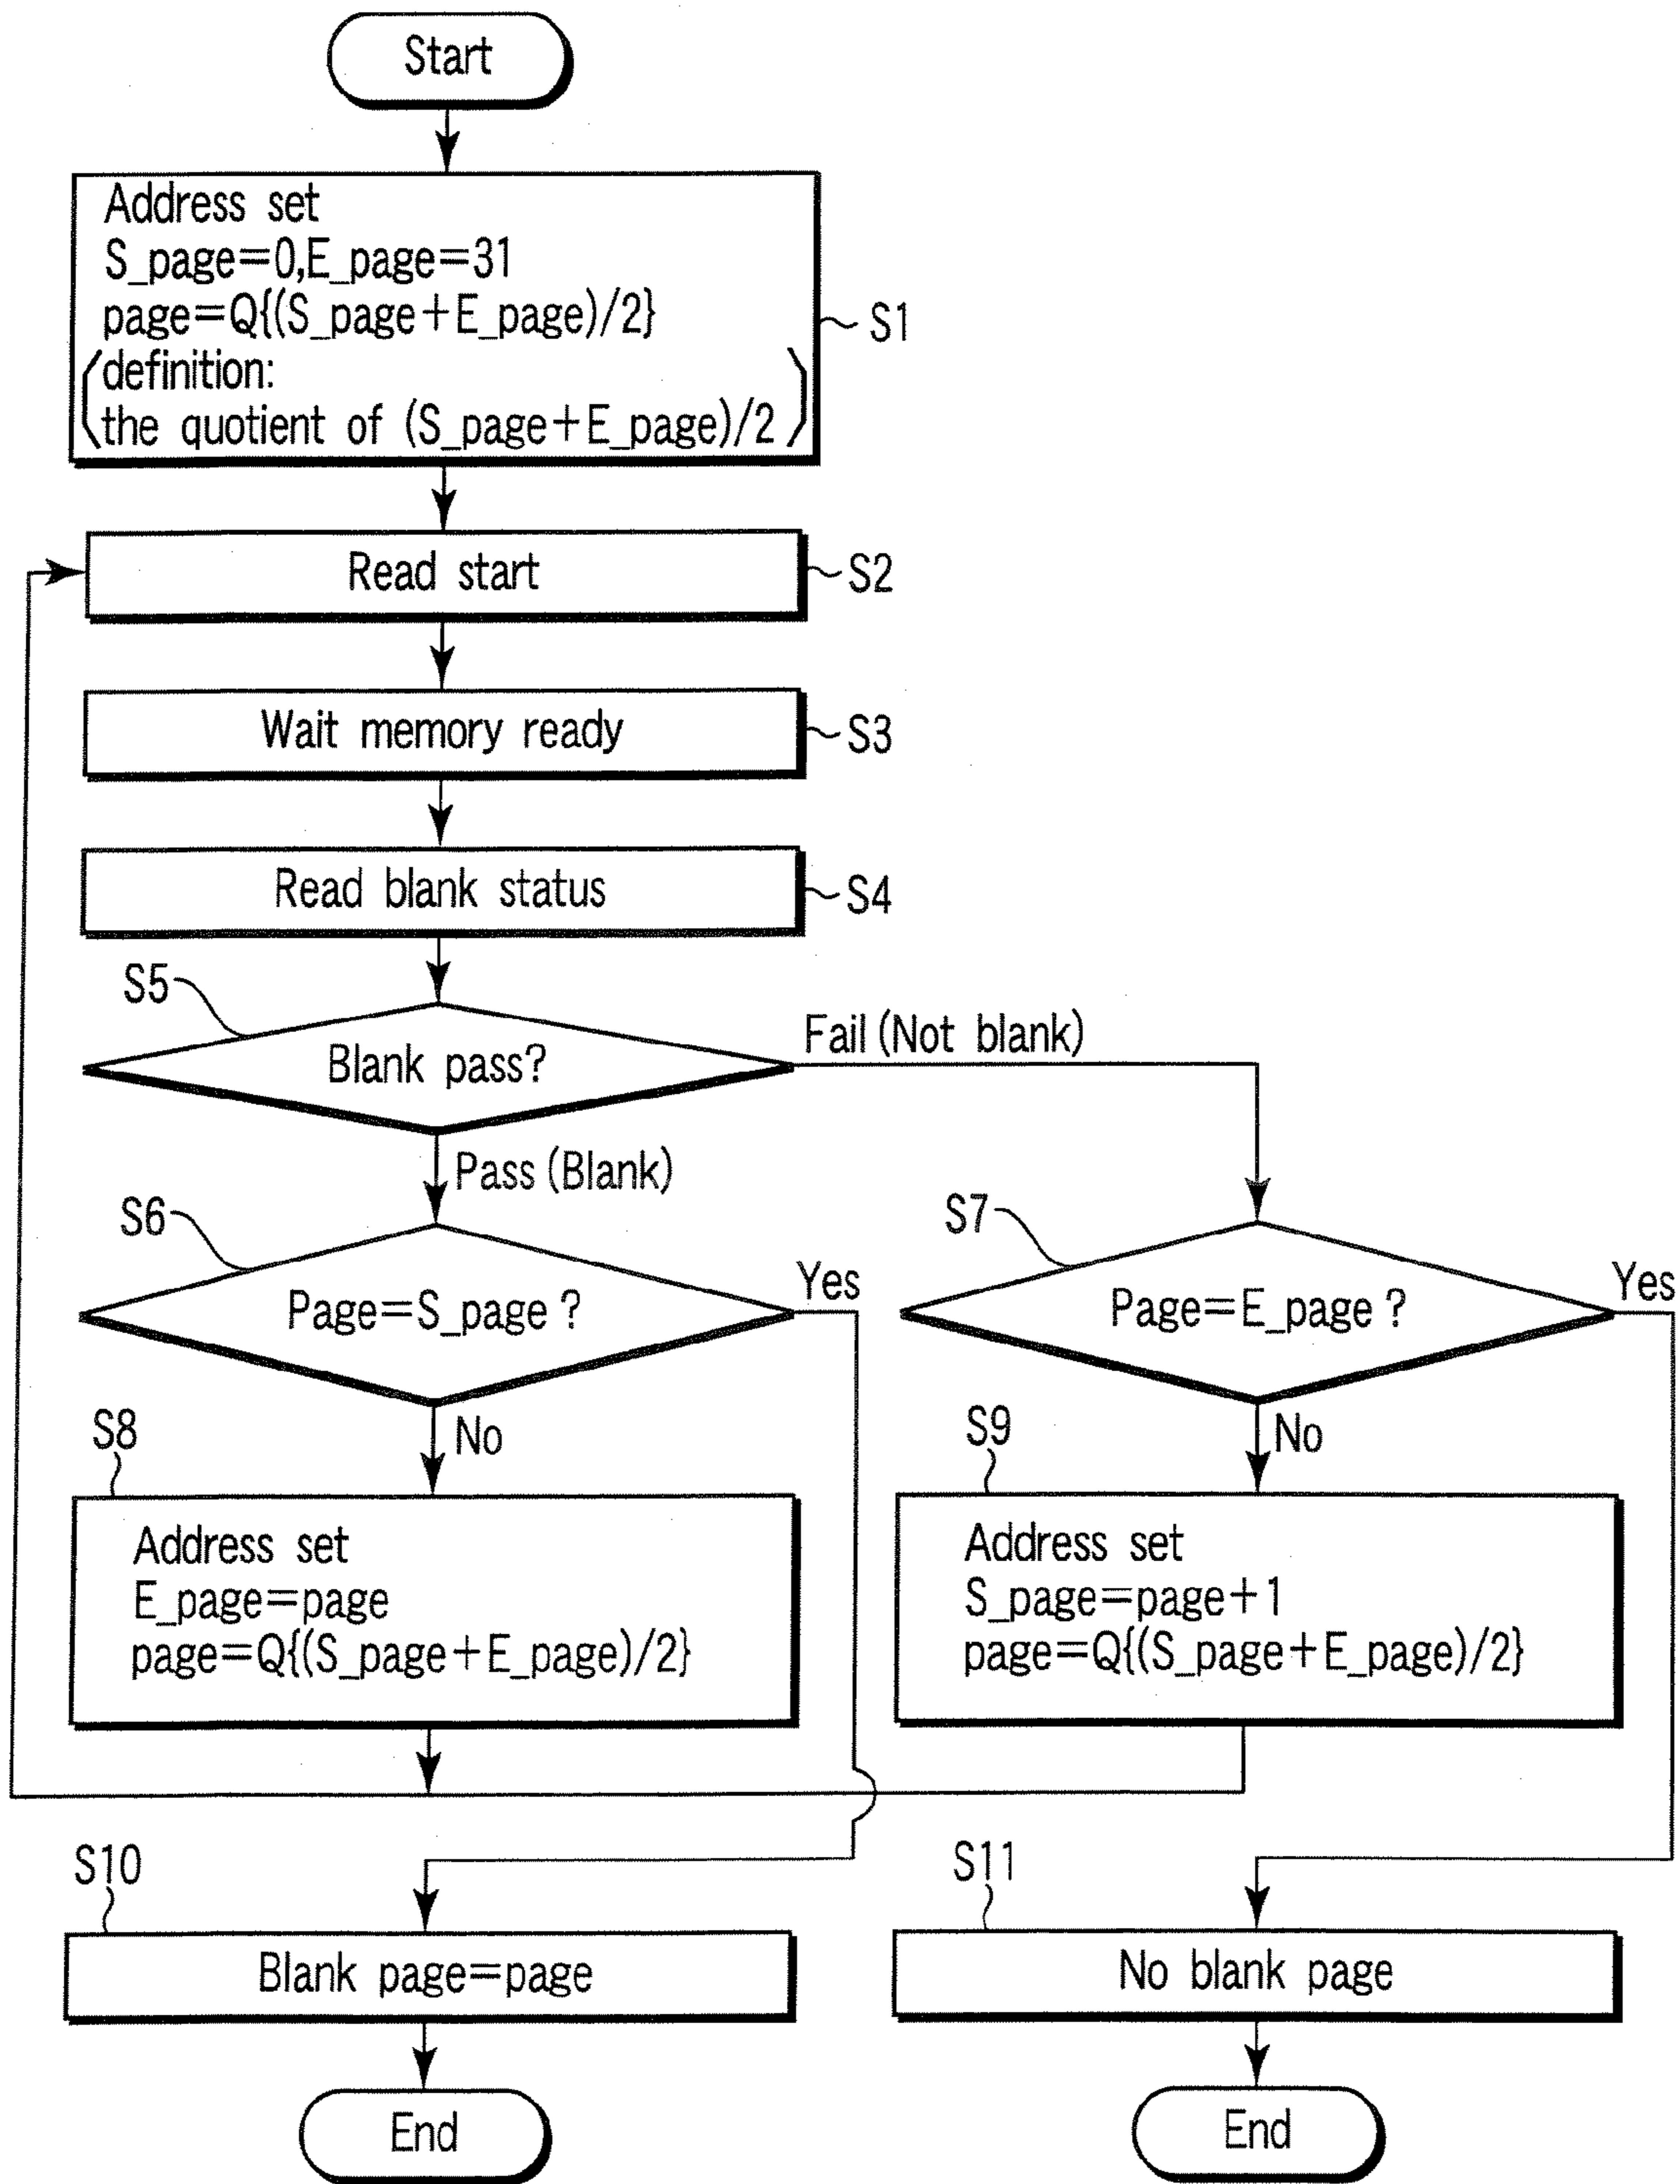 Start
Address set
S_page=0,E_page=31
page=Q{(S_page+E_page)/2}
(definition:
the quotient of (S_page+E_page)/2)
S1
Read start
S2
Wait memory ready
S3
Read blank status
S4
S5
Blank pass?
Fail (Not blank)
Pass (Blank)
S6
Page=S_page ?
Yes
S7
Page=E_page ?
Yes
No
No
S8
Address set
E_page=page
page=Q{(S_page+E_page)/2}
S9
Address set
S_page=page+1
page=Q{(S_page+E_page)/2}
S10
Blank page=page
S11
No blank page
End
End